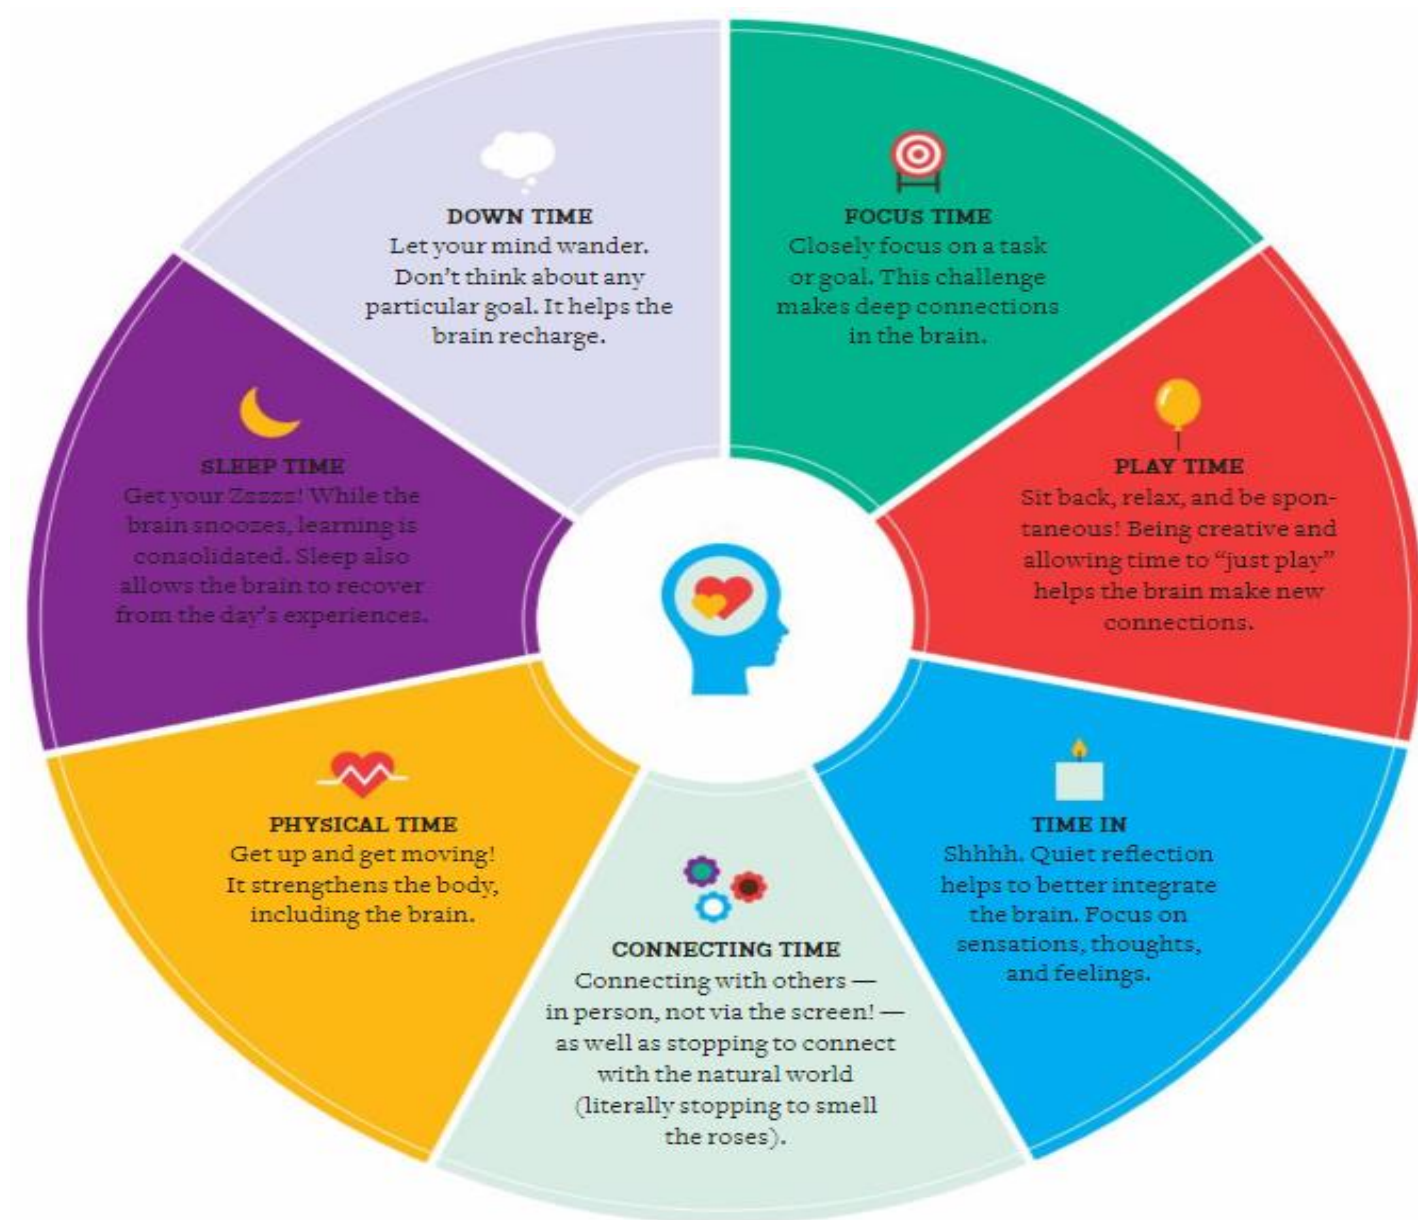 DOWN TIME
Let your mind wander.
Don't think about any
particular goal. It helps the
brain recharge.
FOCUS TIME
Closely focus on a task
or goal. This challenge
makes deep connections
in the brain.
PLAY TIME
Sit back, relax, and be spon-
taneous! Being creative and
allowing time to “just play”
helps the brain make new
connections.
TIME IN
Shhhh. Quiet reflection
helps to better integrate
the brain. Focus on
sensations, thoughts,
and feelings.
CONNECTING TIME
Connecting with others —
in person, not via the screen! —
as well as stopping to connect
with the natural world
(literally stopping to smell
the roses).
PHYSICAL TIME
Get up and get moving!
It strengthens the body,
including the brain.
SLEEP TIME
Get your Zzzzz! While the
brain snoozes, learning is
consolidated. Sleep also
allows the brain to recover
from the day's experiences.